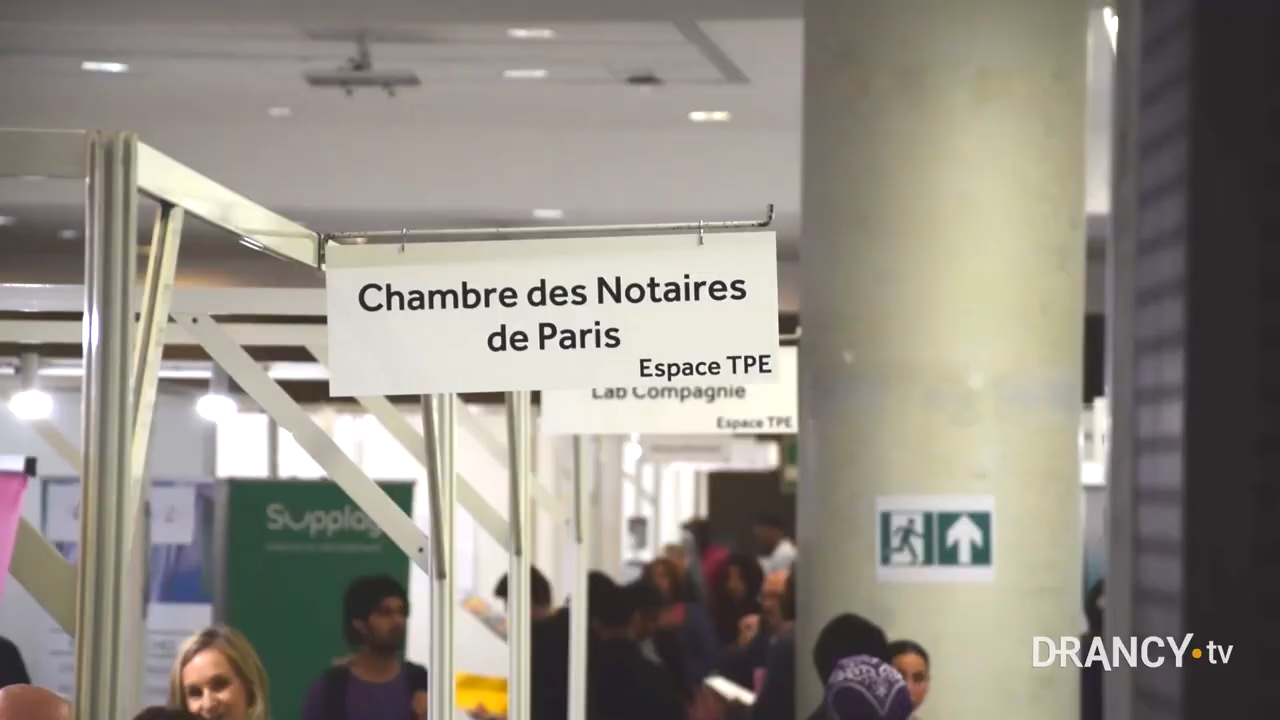 Chambre des Notaires
de Paris
Espace TPE
Lab Compagnie
Espace TPE
DRANCY•tv